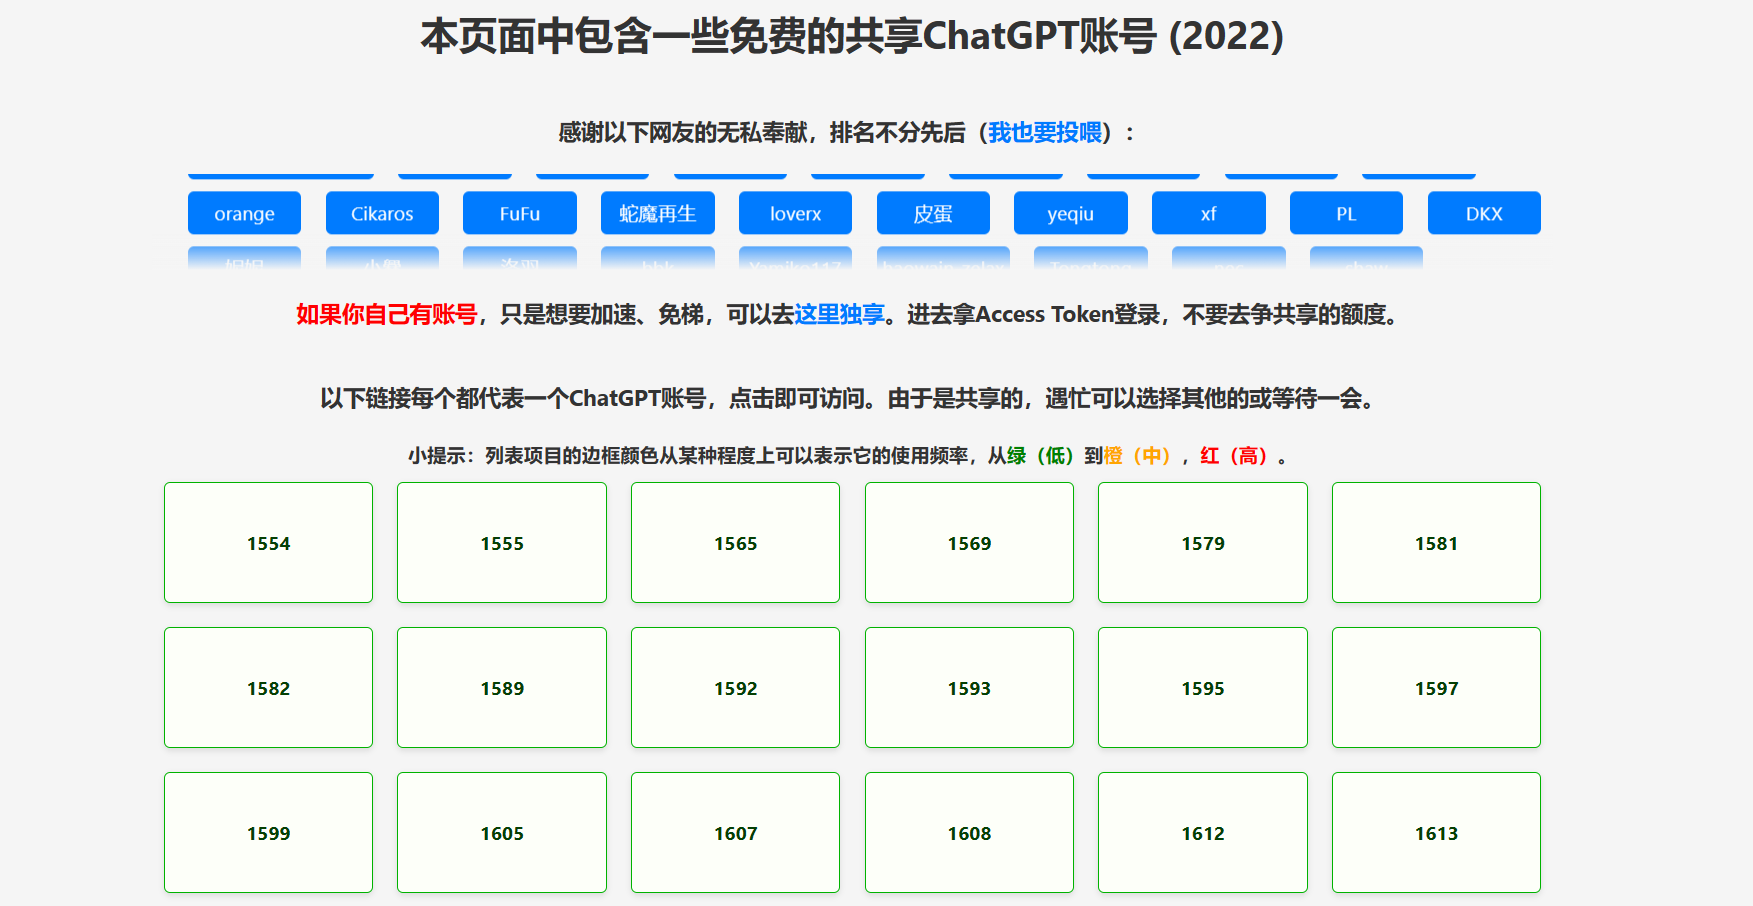 本页面中包含一些免费的共享ChatGPT账号 (2022)
感谢以下网友的无私奉献，排名不分先后（我也要投喂）：
orange Cikaros FuFu 蛇魔再生 loverx 皮蛋 yeqiu xf PL DKX
如果你自己有账号，只是想要加速、免梯，可以去这里独享。进去拿Access Token登录，不要去争共享的额度。
以下链接每个都代表一个ChatGPT账号，点击即可访问。由于是共享的，遇忙可以选择其他的或等待一会。
小提示：列表项目的边框颜色从某种程度上可以表示它的使用频率，从绿（低）到橙（中），红（高）。
1554 1555 1565 1569 1579 1581
1582 1589 1592 1593 1595 1597
1599 1605 1607 1608 1612 1613